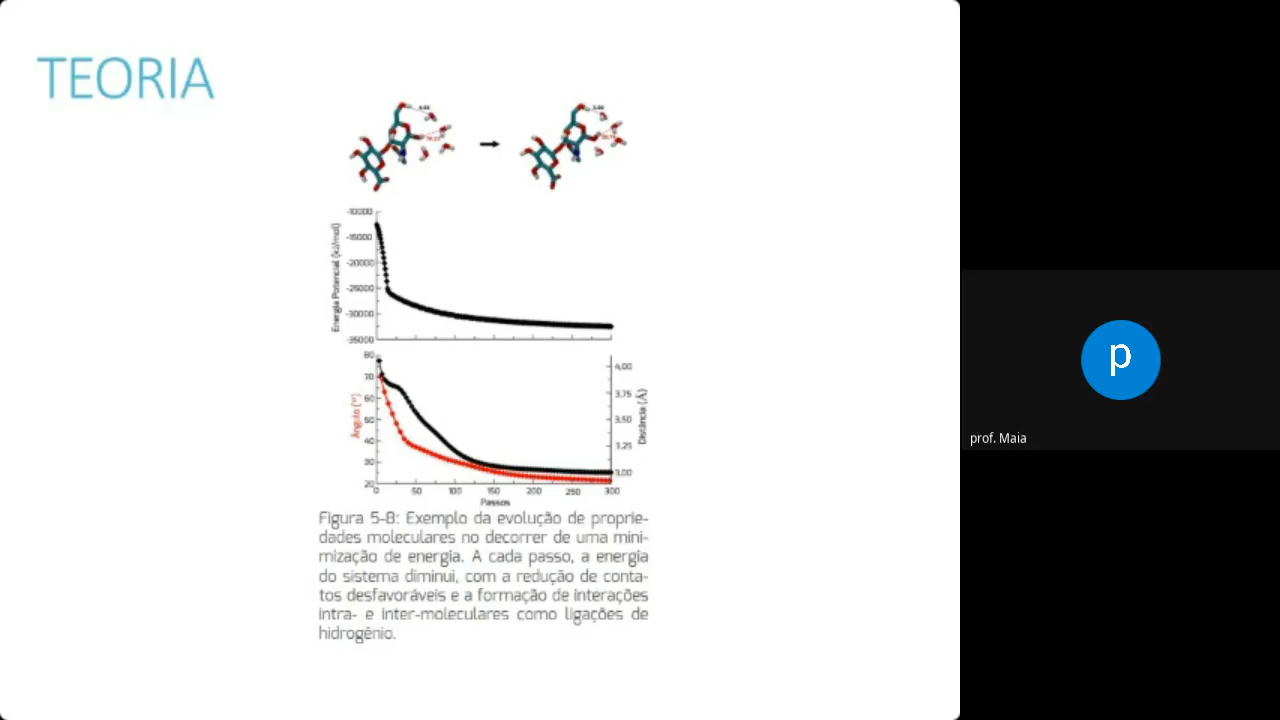 TEORIA
-10000
-15000
-20000
-25000
-30000
-35000
Energia Potencial (kJ/mol)
80
70
60
50
40
30
20
Ângulo (°)
4,00
3,75
3,50
3,25
3,00
Distância (Å)
0 50 100 150 200 250 300
Passos
Figura 5-8: Exemplo da evolução de proprie-
dades moleculares no decorrer de uma mini-
mização de energia. A cada passo, a energia
do sistema diminui, com a redução de conta-
tos desfavoráveis e a formação de interações
intra- e inter-moleculares como ligações de
hidrogênio.
p
prof. Maia